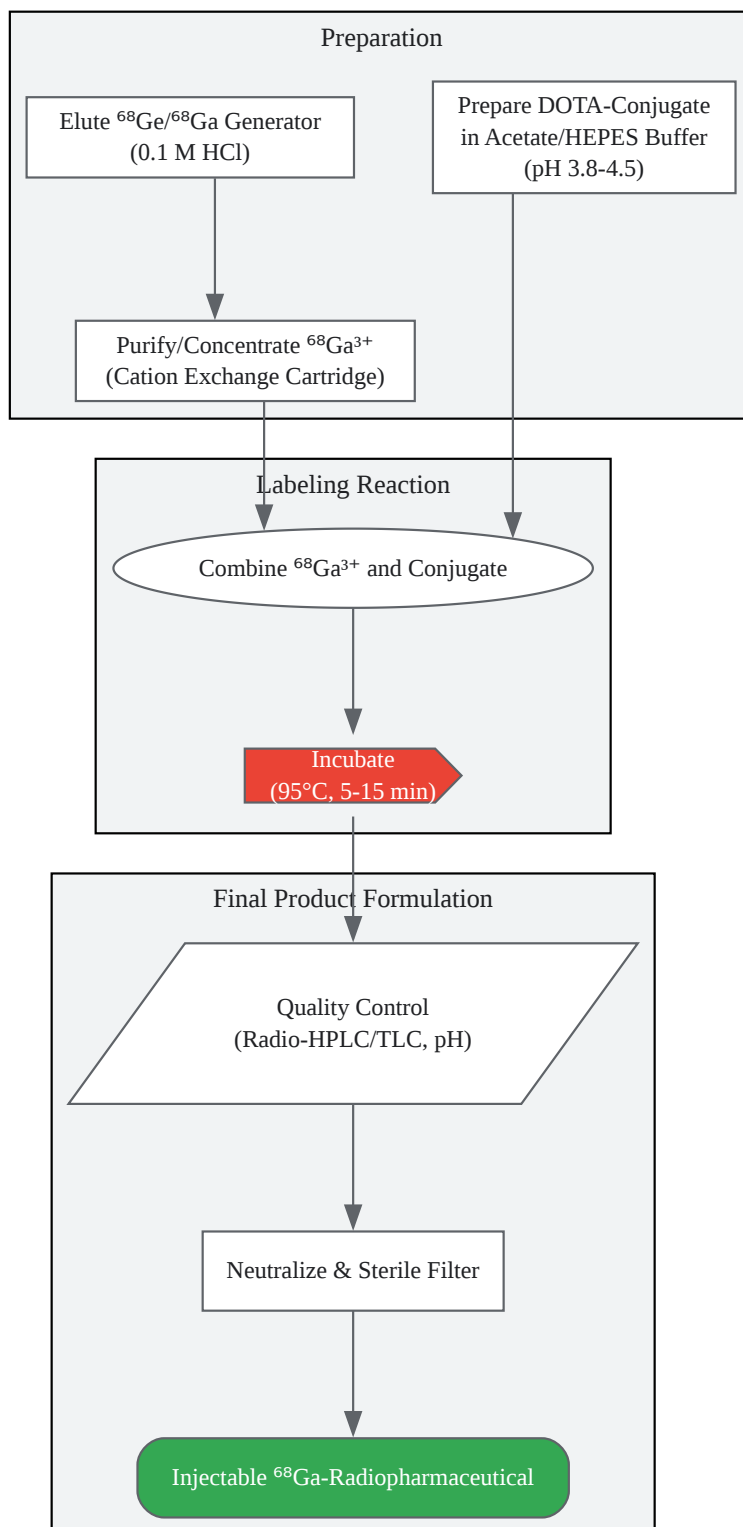 Preparation
Elute ⁶⁸Ge/⁶⁸Ga Generator
(0.1 M HCl)
Prepare DOTA-Conjugate
in Acetate/HEPES Buffer
(pH 3.8-4.5)
Purify/Concentrate ⁶⁸Ga³⁺
(Cation Exchange Cartridge)
Labeling Reaction
Combine ⁶⁸Ga³⁺ and Conjugate
Incubate
(95°C, 5-15 min)
Final Product Formulation
Quality Control
(Radio-HPLC/TLC, pH)
Neutralize & Sterile Filter
Injectable ⁶⁸Ga-Radiopharmaceutical